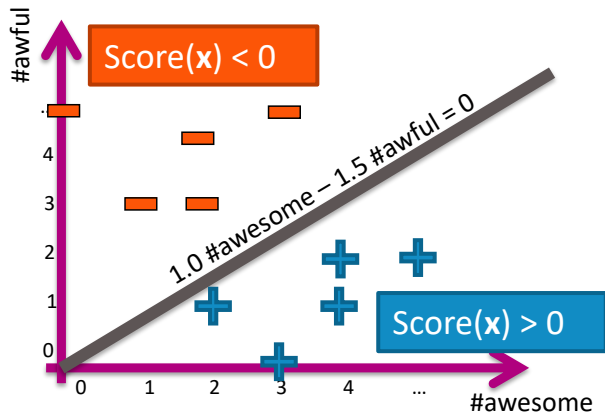 #awful
Score(x) < 0
…
4
3
2
1
0
1.0 #awesome – 1.5 #awful = 0
Score(x) > 0
0 1 2 3 4 …
#awesome